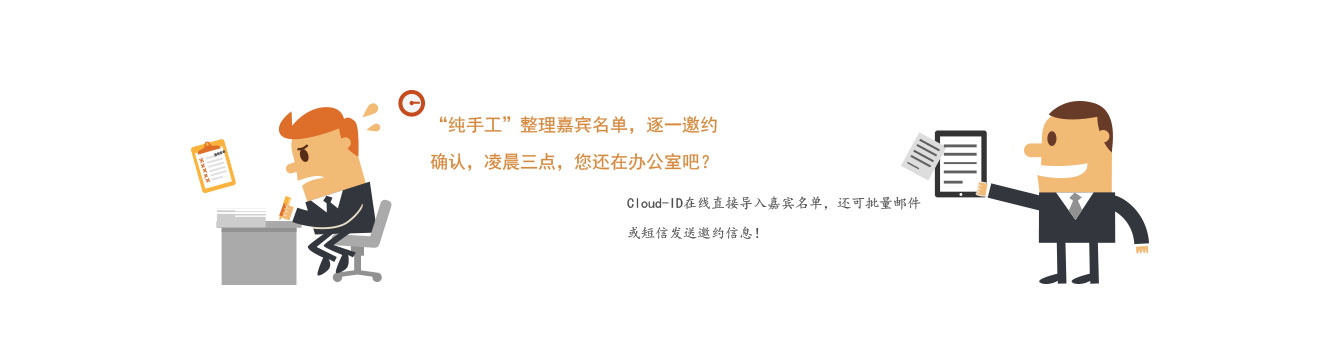 “纯手工”整理嘉宾名单，逐一邀约
确认，凌晨三点，您还在办公室吧？
Cloud-ID在线直接导入嘉宾名单，还可批量邮件
或短信发送邀约信息！